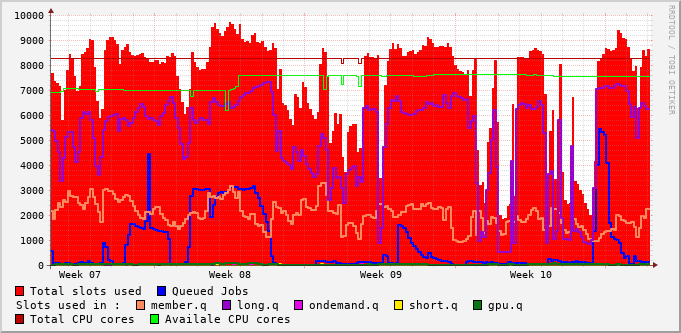 10000
9000
8000
7000
6000
5000
4000
3000
2000
1000
0
Week 07 Week 08 Week 09 Week 10
RRDTOOL / TOBI OETIKER
Total slots used Queued Jobs
Slots used in : member.q long.q ondemand.q short.q gpu.q
Total CPU cores Availale CPU cores